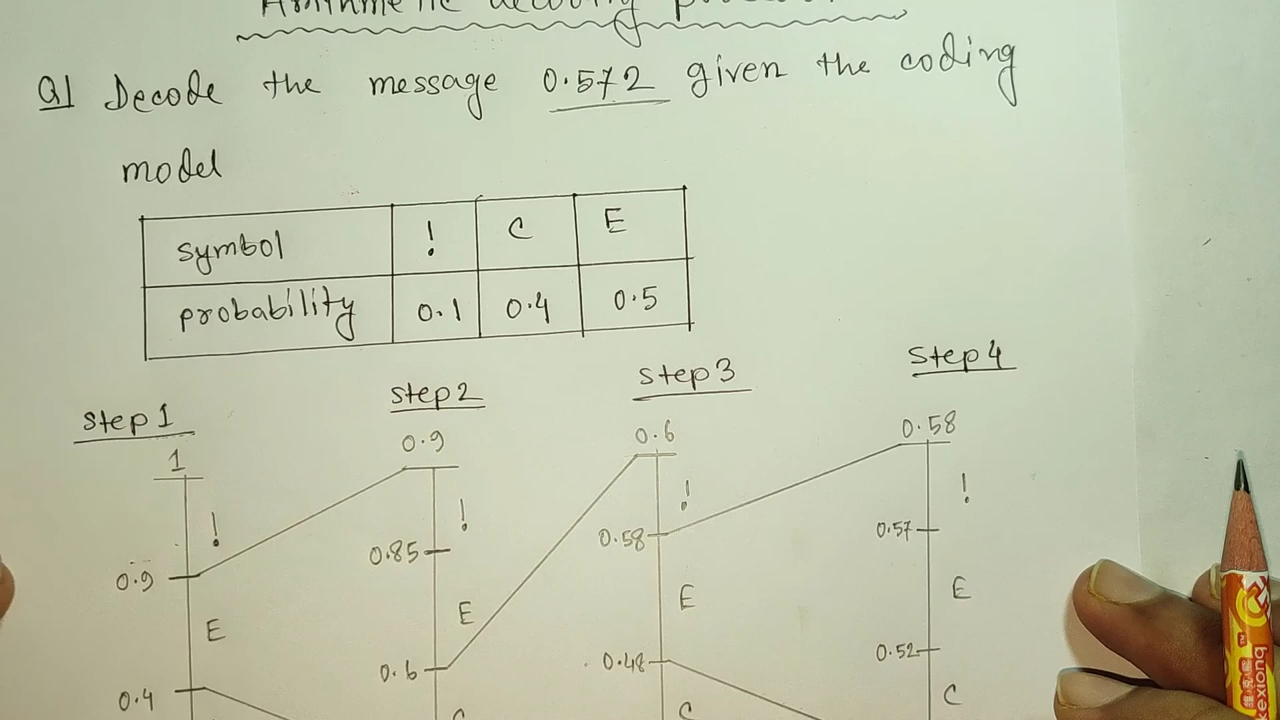 Arithmetic decoding
Q1 Decode the message 0.572 given the coding
model
symbol ! C E
probability 0.1 0.4 0.5
Step 1 Step 2 Step 3 Step 4
1 0.9 0.6 0.58
! ! ! !
0.9 0.85 0.58 0.57
E E E E
0.4 0.6 0.48 0.52
C C C